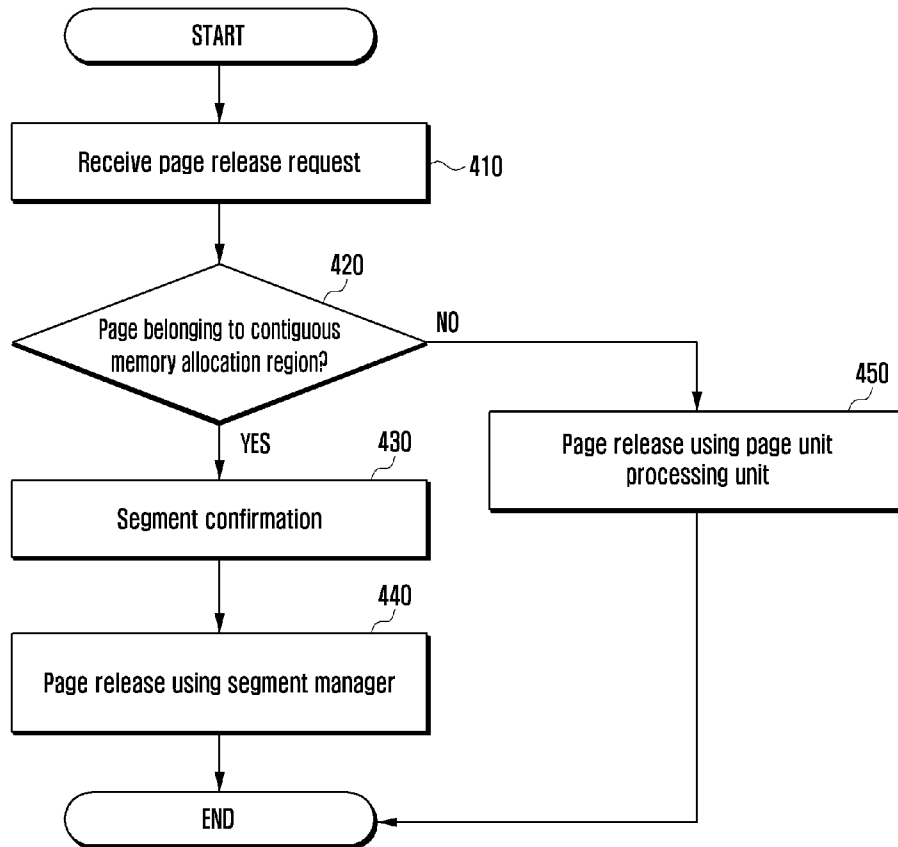 START
Receive page release request
410
420
Page belonging to contiguous
memory allocation region?
NO
YES
430
Segment confirmation
440
Page release using segment manager
450
Page release using page unit
processing unit
END